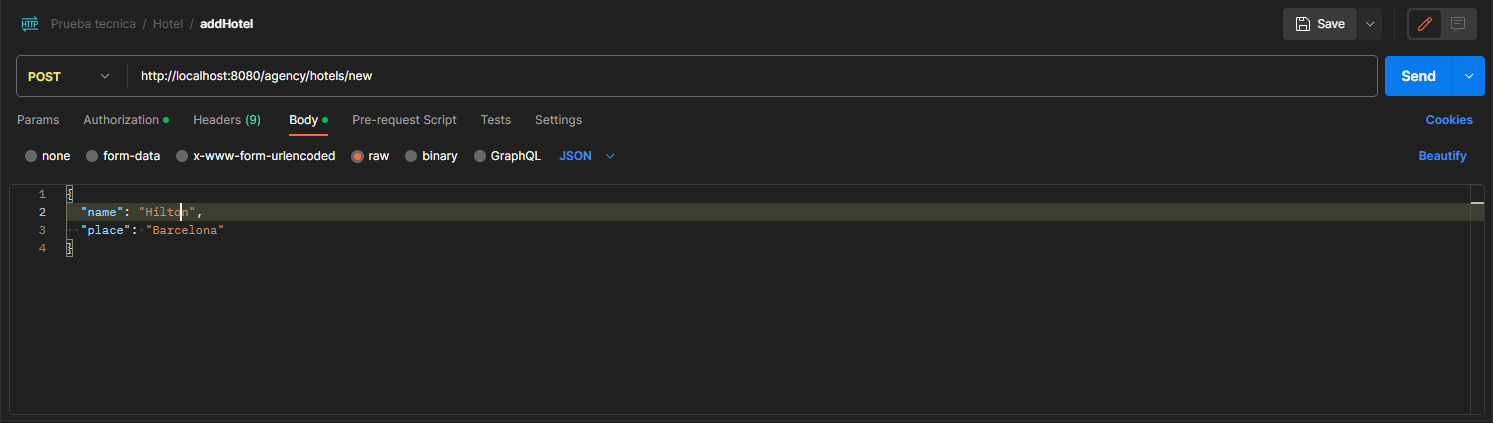 HTTP Prueba tecnica / Hotel / addHotel Save
POST http://localhost:8080/agency/hotels/new Send
Params Authorization Headers (9) Body Pre-request Script Tests Settings Cookies
none form-data x-www-form-urlencoded raw binary GraphQL JSON Beautify
1 {
2 "name": "Hilton",
3 "place": "Barcelona"
4 }